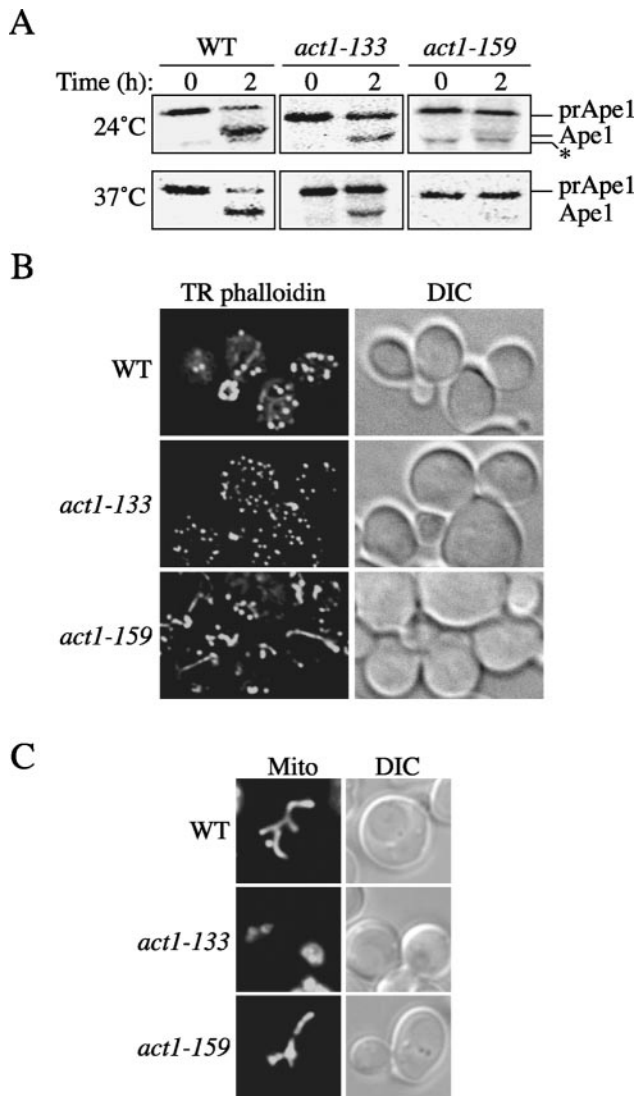 A
WT act1-133 act1-159
Time (h): 0 2 0 2 0 2
24°C prApe1
Ape1
*
37°C prApe1
Ape1
B
TR phalloidin DIC
WT
act1-133
act1-159
C
Mito DIC
WT
act1-133
act1-159